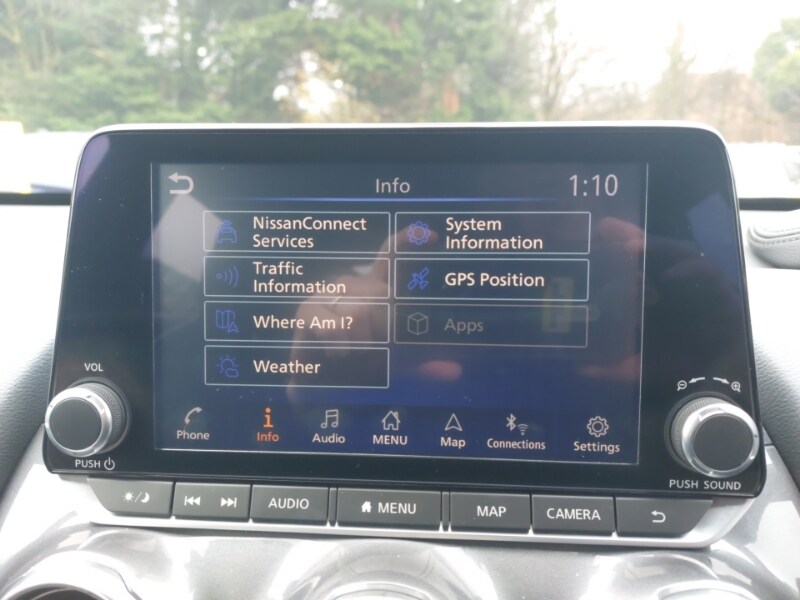 Info
1:10
NissanConnect
Services
System
Information
Traffic
Information
GPS Position
Where Am I?
Apps
Weather
VOL
PUSH
Phone
Info
Audio
MENU
Map
Connections
Settings
PUSH SOUND
AUDIO
MENU
MAP
CAMERA